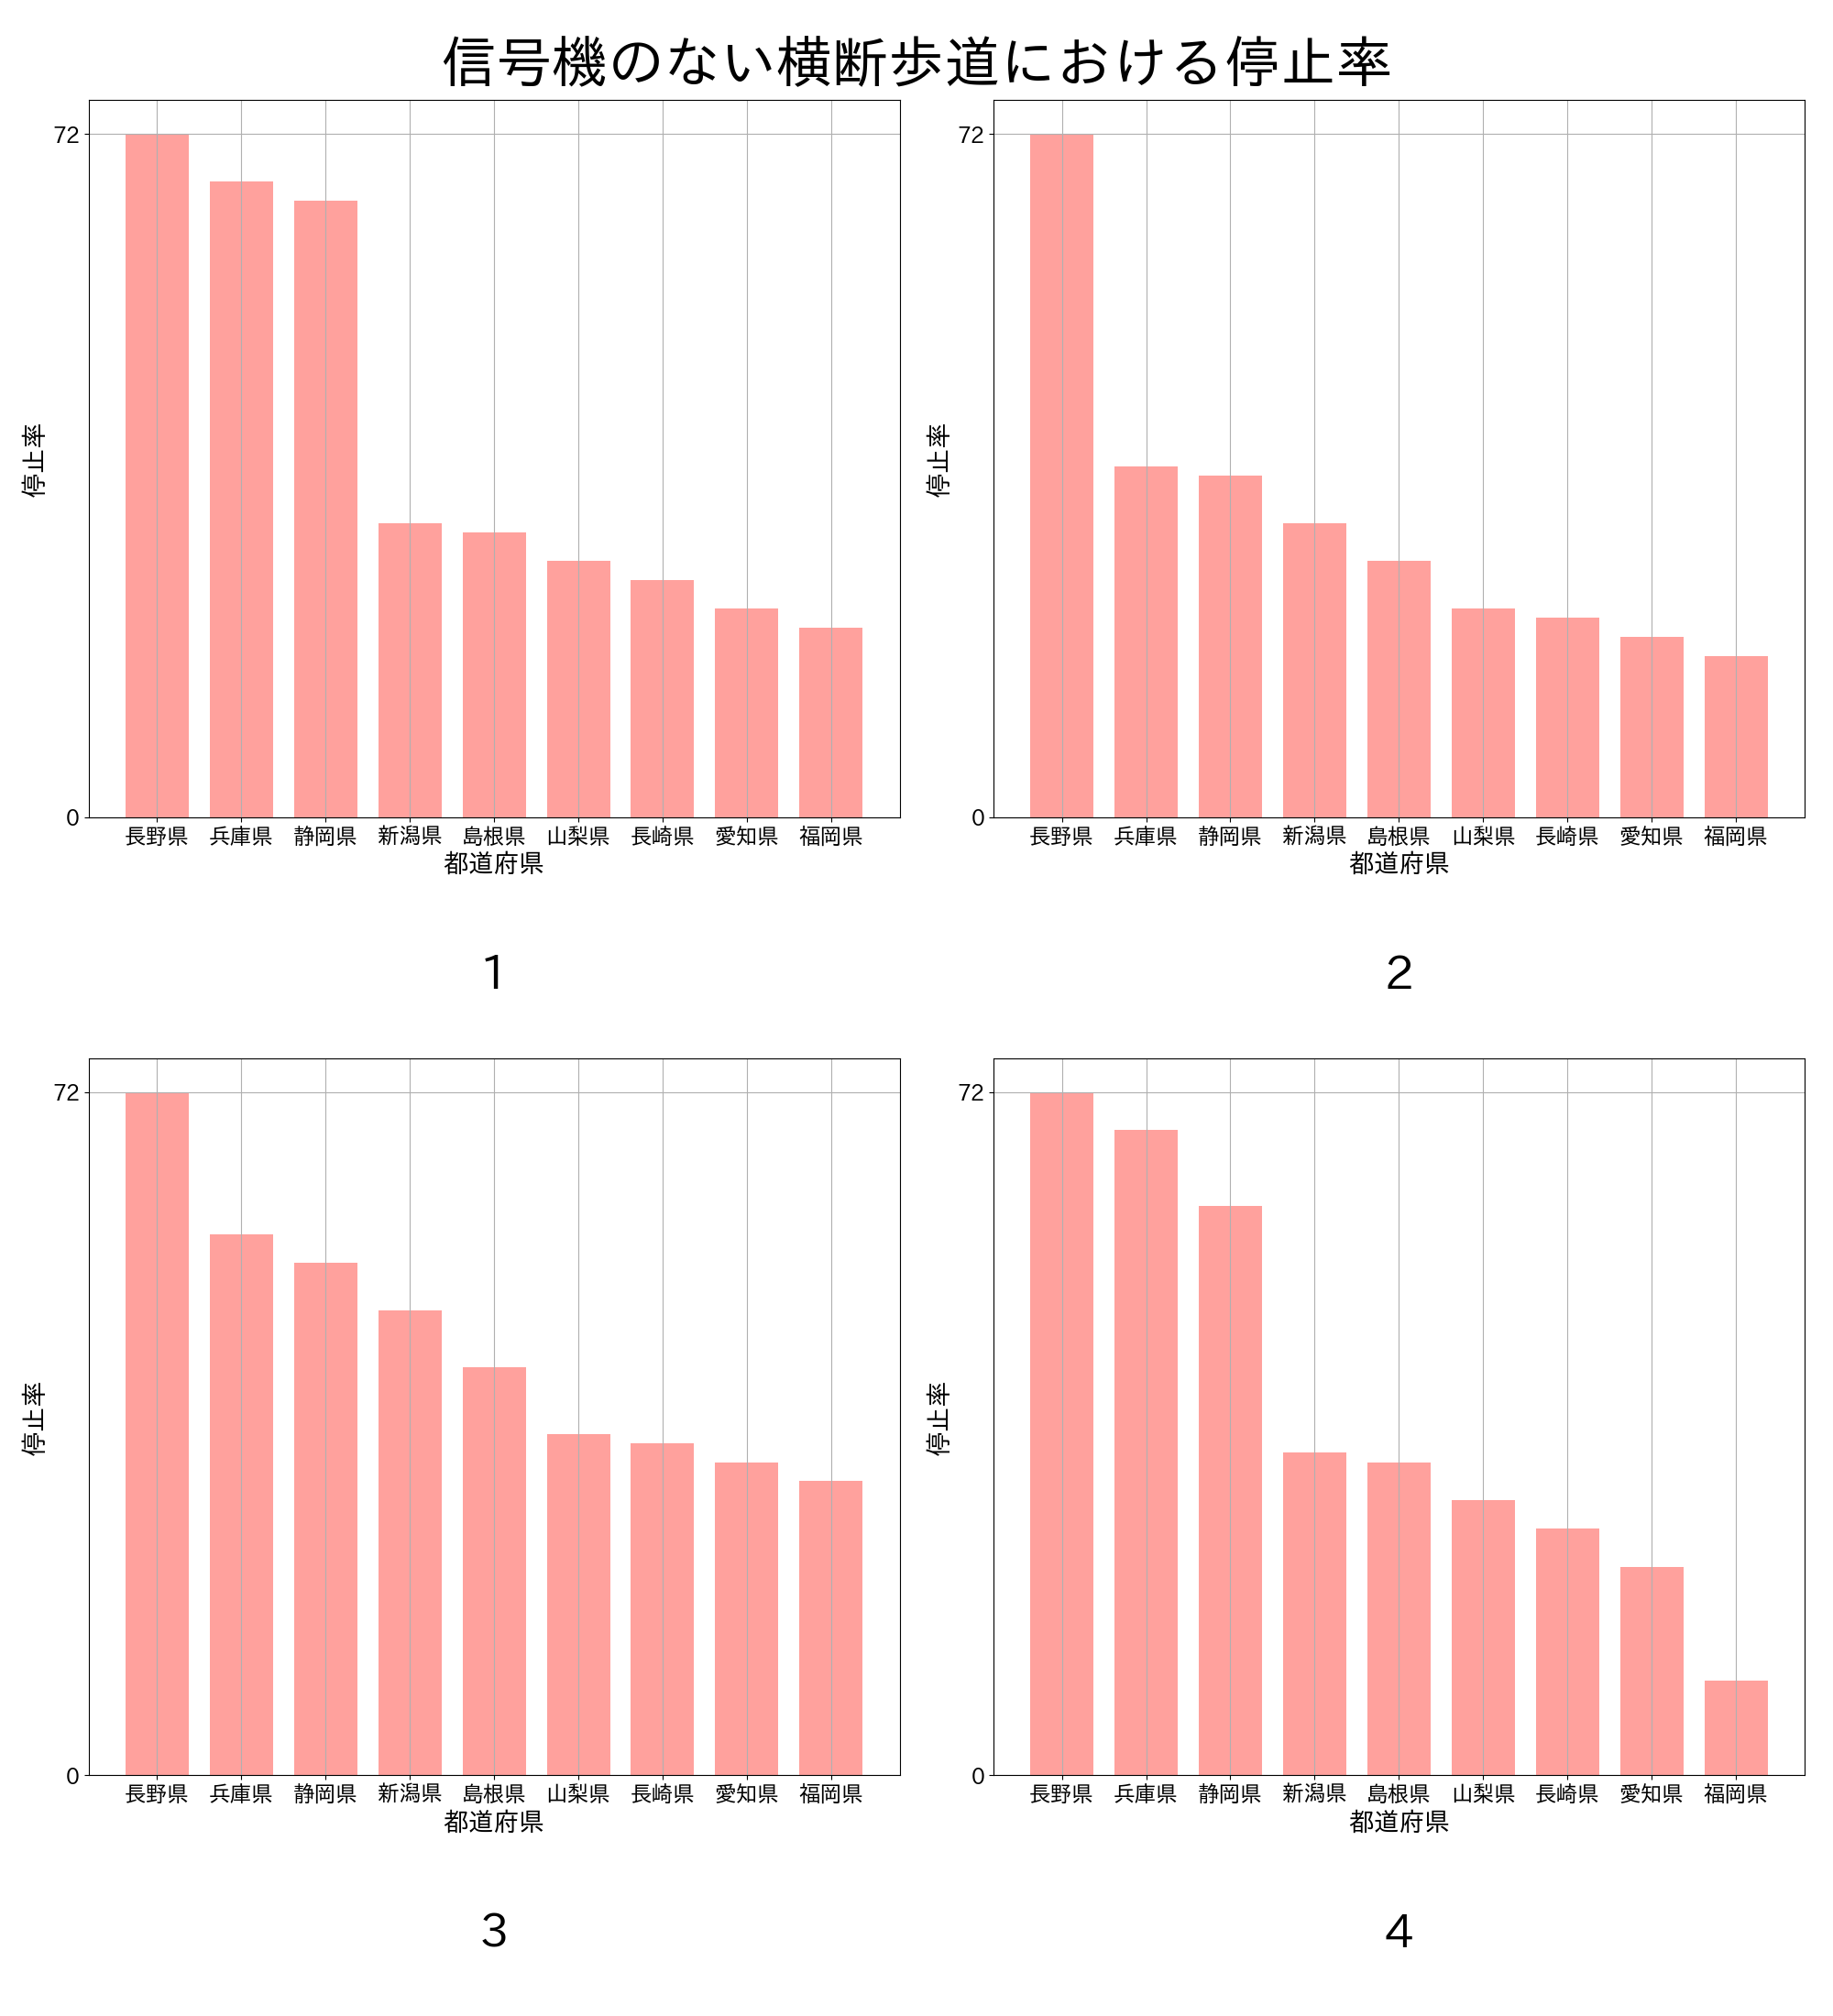 信号機のない横断歩道における停止率
72
0
停止率
長野県 兵庫県 静岡県 新潟県 島根県 山梨県 長崎県 愛知県 福岡県
都道府県
1
72
0
停止率
長野県 兵庫県 静岡県 新潟県 島根県 山梨県 長崎県 愛知県 福岡県
都道府県
2
72
0
停止率
長野県 兵庫県 静岡県 新潟県 島根県 山梨県 長崎県 愛知県 福岡県
都道府県
3
72
0
停止率
長野県 兵庫県 静岡県 新潟県 島根県 山梨県 長崎県 愛知県 福岡県
都道府県
4